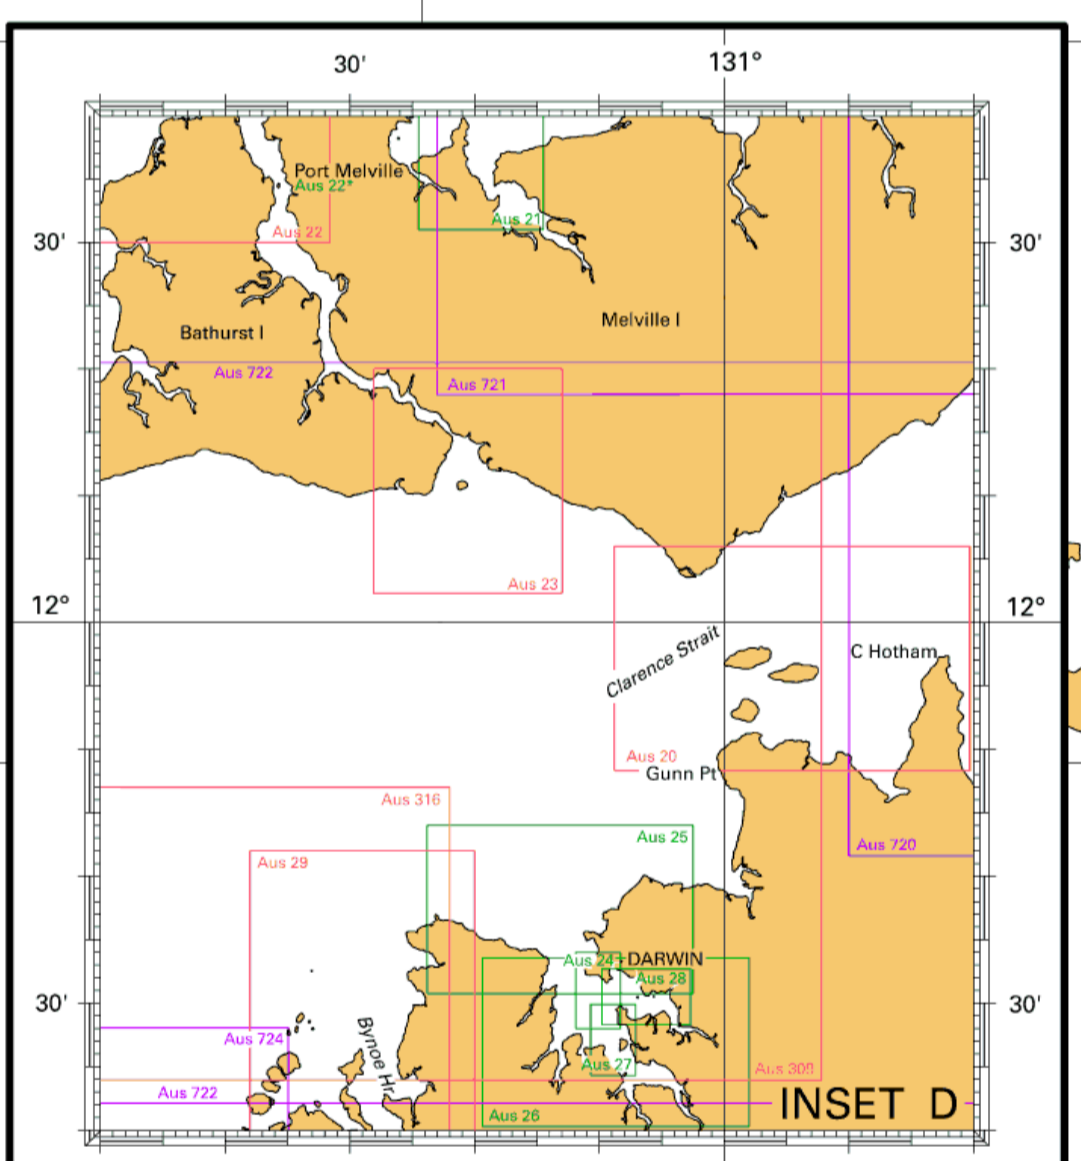 30'
131°
Port Melville
Aus 22*
Aus 21
Aus 22
30'
30'
Melville I
Bathurst I
Aus 722
Aus 721
Aus 23
12°
12°
Clarence Strait
C Hotham
Aus 20
Gunn Pt
Aus 316
Aus 25
Aus 720
Aus 29
Aus 24
DARWIN
Aus 28
30'
30'
Aus 724
Bynoe Hr
Aus 27
Aus 309
Aus 722
INSET D
Aus 26